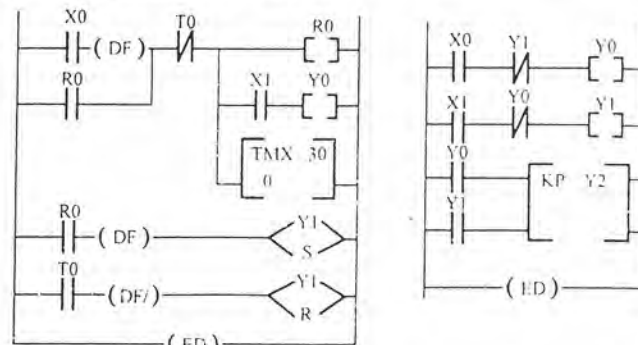 X0
( DF )
T0
R0
R0
X1
Y0
TMX 30
0
R0
( DF )
Y1
S
T0
( DF/ )
Y1
R
( ED )
X0
Y1
Y0
X1
Y0
Y1
Y0
KP Y2
Y1
( ED )